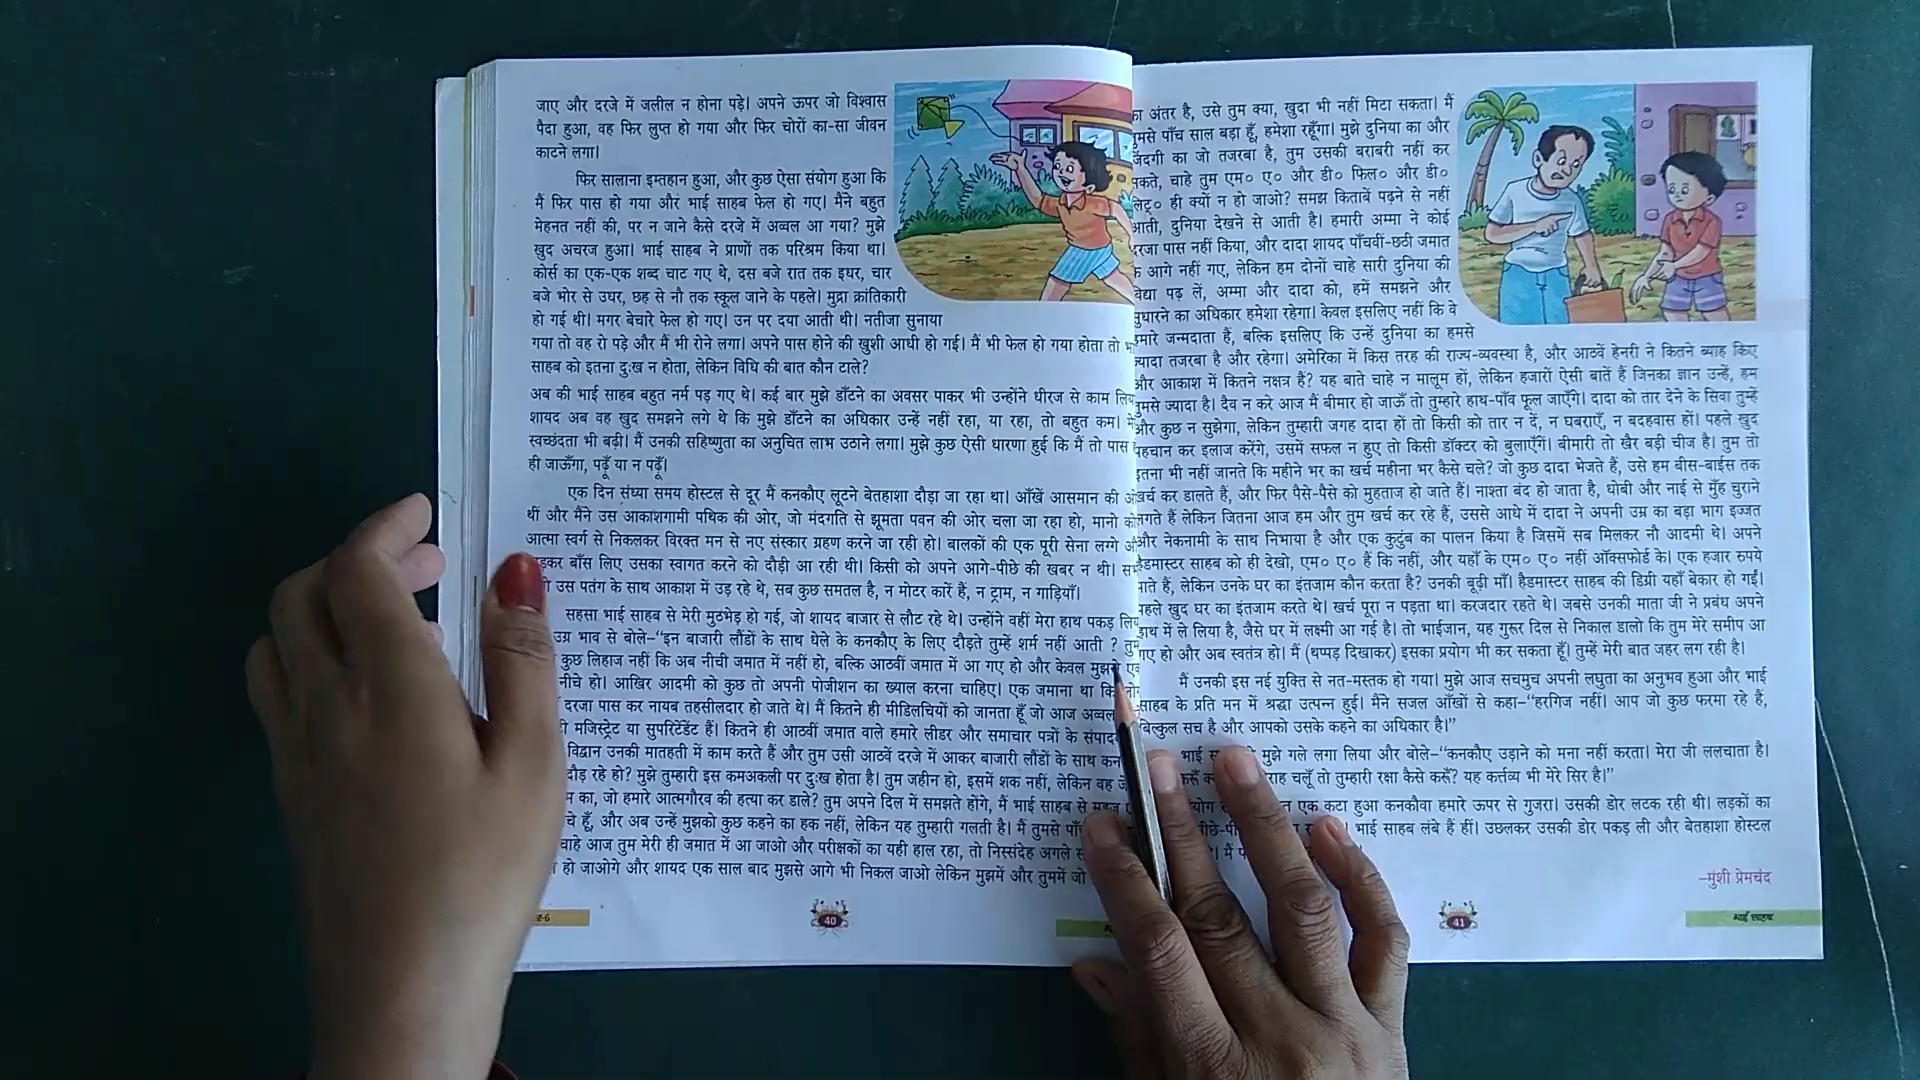 जाए और दरजे में जलील न होना पड़े। अपने ऊपर जो विश्वास
पैदा हुआ, वह फिर लुप्त हो गया और फिर चोरों का-सा जीवन
काटने लगा।
फिर सालाना इम्तहान हुआ, और कुछ ऐसा संयोग हुआ कि
मैं फिर पास हो गया और भाई साहब फेल हो गए। मैंने बहुत
मेहनत नहीं की, पर न जाने कैसे दरजे में अव्वल आ गया? मुझे
खुद अचरज हुआ। भाई साहब ने प्राणों तक परिश्रम किया था।
कोर्स का एक-एक शब्द चाट गए थे, दस बजे रात तक इधर, चार
बजे भोर से उधर, छह से नौ तक स्कूल जाने के पहले। मुद्रा क्रांतिकारी
हो गई थी। मगर बेचारे फेल हो गए। उन पर दया आती थी। नतीजा सुनाया
गया तो वह रो पड़े और मैं भी रोने लगा। अपने पास होने की खुशी आधी हो गई। मैं भी फेल हो गया होता तो
साहब को इतना दुःख न होता, लेकिन विधि की बात कौन टाले?
अब की भाई साहब बहुत नर्म पड़ गए थे। कई बार मुझे डाँटने का अवसर पाकर भी उन्होंने धीरज से काम
शायद अब वह खुद समझने लगे थे कि मुझे डाँटने का अधिकार उन्हें नहीं रहा, या रहा, तो बहुत कम।
स्वच्छंदता भी बढ़ी। मैं उनकी सहिष्णुता का अनुचित लाभ उठाने लगा। मुझे कुछ ऐसी धारणा हुई कि मैं तो पास
ही जाऊँगा, पढ़ूँ या न पढ़ूँ।
एक दिन संध्या समय होस्टल से दूर मैं कनकौए लूटने बेतहाशा दौड़ा जा रहा था। आँखें आसमान की
थीं और मैंने उस आकाशगामी पथिक की ओर, जो मंदगति से झूमता पवन की ओर चला जा रहा हो, मानो
आत्मा स्वर्ग से निकलकर विरक्त मन से नए संस्कार ग्रहण करने जा रही हो। बालकों की एक पूरी सेना लग्गे
बाँस लिए उसका स्वागत करने को दौड़ी आ रही थी। किसी को अपने आगे-पीछे की खबर न थी।
उस पतंग के साथ आकाश में उड़ रहे थे, सब कुछ समतल है, न मोटर कारें हैं, न ट्राम, न गाड़ियाँ।
सहसा भाई साहब से मेरी मुठभेड़ हो गई, जो शायद बाजार से लौट रहे थे। उन्होंने वहीं मेरा हाथ पकड़
उग्र भाव से बोले–“इन बाजारी लौंडों के साथ धेले के कनकौए के लिए दौड़ते तुम्हें शर्म नहीं आती ?
कुछ लिहाज नहीं कि अब नीची जमात में नहीं हो, बल्कि आठवीं जमात में आ गए हो और केवल मुझसे
नीचे हो। आखिर आदमी को कुछ तो अपनी पोजीशन का ख्याल करना चाहिए। एक जमाना था कि
दरजा पास कर नायब तहसीलदार हो जाते थे। मैं कितने ही मीडिलचियों को जानता हूँ जो आज अव्वल
मजिस्ट्रेट या सुपरिटेंडेंट हैं। कितने ही आठवीं जमात वाले हमारे लीडर और समाचार पत्रों के
विद्वान उनकी मातहती में काम करते हैं और तुम उसी आठवें दरजे में आकर बाजारी लौंडों के साथ
दौड़ रहे हो? मुझे तुम्हारी इस कमअकली पर दुःख होता है। तुम जहीन हो, इसमें शक नहीं, लेकिन वह
का, जो हमारे आत्मगौरव की हत्या कर डाले? तुम अपने दिल में समझते होंगे, मैं भाई साहब से
हूँ, और अब उन्हें मुझको कुछ कहने का हक नहीं, लेकिन यह तुम्हारी गलती है। मैं तुमसे
चाहे आज तुम मेरी ही जमात में आ जाओ और परीक्षकों का यही हाल रहा, तो निस्संदेह अगले
हो जाओगे और शायद एक साल बाद मुझसे आगे भी निकल जाओ लेकिन मुझमें और तुममें जो
40
अंतर है, उसे तुम क्या, खुदा भी नहीं मिटा सकता। मैं
पाँच साल बड़ा हूँ, हमेशा रहूँगा। मुझे दुनिया का और
का जो तजरबा है, तुम उसकी बराबरी नहीं कर
चाहे तुम एम० ए० और डी० फिल० और डी०
ही क्यों न हो जाओ? समझ किताबें पढ़ने से नहीं
दुनिया देखने से आती है। हमारी अम्मा ने कोई
पास नहीं किया, और दादा शायद पाँचवीं-छठी जमात
आगे नहीं गए, लेकिन हम दोनों चाहे सारी दुनिया की
पढ़ लें, अम्मा और दादा को, हमें समझने और
का अधिकार हमेशा रहेगा। केवल इसलिए नहीं कि वे
जन्मदाता हैं, बल्कि इसलिए कि उन्हें दुनिया का हमसे
तजरबा है और रहेगा। अमेरिका में किस तरह की राज्य-व्यवस्था है, और आठवें हेनरी ने कितने ब्याह किए
और आकाश में कितने नक्षत्र हैं? यह बाते चाहे न मालूम हों, लेकिन हजारों ऐसी बातें हैं जिनका ज्ञान उन्हें, हम
तुमसे ज्यादा है। दैव न करे आज मैं बीमार हो जाऊँ तो तुम्हारे हाथ-पाँव फूल जाएँगे। दादा को तार देने के सिवा तुम्हें
और कुछ न सुझेगा, लेकिन तुम्हारी जगह दादा हों तो किसी को तार न दें, न घबराएँ, न बदहवास हों। पहले खुद
पहचान कर इलाज करेंगे, उसमें सफल न हुए तो किसी डॉक्टर को बुलाएँगे। बीमारी तो खैर बड़ी चीज है। तुम तो
इतना भी नहीं जानते कि महीने भर का खर्च महीना भर कैसे चले? जो कुछ दादा भेजते हैं, उसे हम बीस-बाईस तक
खर्च कर डालते हैं, और फिर पैसे-पैसे को मुहताज हो जाते हैं। नाश्ता बंद हो जाता है, धोबी और नाई से मुँह चुराने
लगते हैं लेकिन जितना आज हम और तुम खर्च कर रहे हैं, उससे आधे में दादा ने अपनी उम्र का बड़ा भाग इज्जत
और नेकनामी के साथ निभाया है और एक कुटुंब का पालन किया है जिसमें सब मिलकर नौ आदमी थे। अपने
हैडमास्टर साहब को ही देखो, एम० ए० हैं कि नहीं, और यहाँ के एम० ए० नहीं ऑक्सफोर्ड के। एक हजार रुपये
पाते हैं, लेकिन उनके घर का इंतजाम कौन करता है? उनकी बूढ़ी माँ। हैडमास्टर साहब की डिग्री यहाँ बेकार हो गई।
पहले खुद घर का इंतजाम करते थे। खर्च पूरा न पड़ता था। करजदार रहते थे। जबसे उनकी माता जी ने प्रबंध अपने
हाथ में ले लिया है, जैसे घर में लक्ष्मी आ गई है। तो भाईजान, यह गुरूर दिल से निकाल डालो कि तुम मेरे समीप आ
गए हो और अब स्वतंत्र हो। मैं (थप्पड़ दिखाकर) इसका प्रयोग भी कर सकता हूँ। तुम्हें मेरी बात जहर लग रही है।
मैं उनकी इस नई युक्ति से नत-मस्तक हो गया। मुझे आज सचमुच अपनी लघुता का अनुभव हुआ और भाई
साहब के प्रति मन में श्रद्धा उत्पन्न हुई। मैंने सजल आँखों से कहा–“हरगिज नहीं। आप जो कुछ फरमा रहे हैं,
बिल्कुल सच है और आपको उसके कहने का अधिकार है।”
भाई मुझे गले लगा लिया और बोले–“कनकौए उड़ाने को मना नहीं करता। मेरा जी ललचाता है।
चलूँ तो तुम्हारी रक्षा कैसे करूँ? यह कर्त्तव्य भी मेरे सिर है।”
एक कटा हुआ कनकौवा हमारे ऊपर से गुजरा। उसकी डोर लटक रही थी। लड़कों का
भाई साहब लंबे हैं हीं। उछलकर उसकी डोर पकड़ ली और बेतहाशा होस्टल
मैं
–मुंशी प्रेमचंद
41
भाई साहब